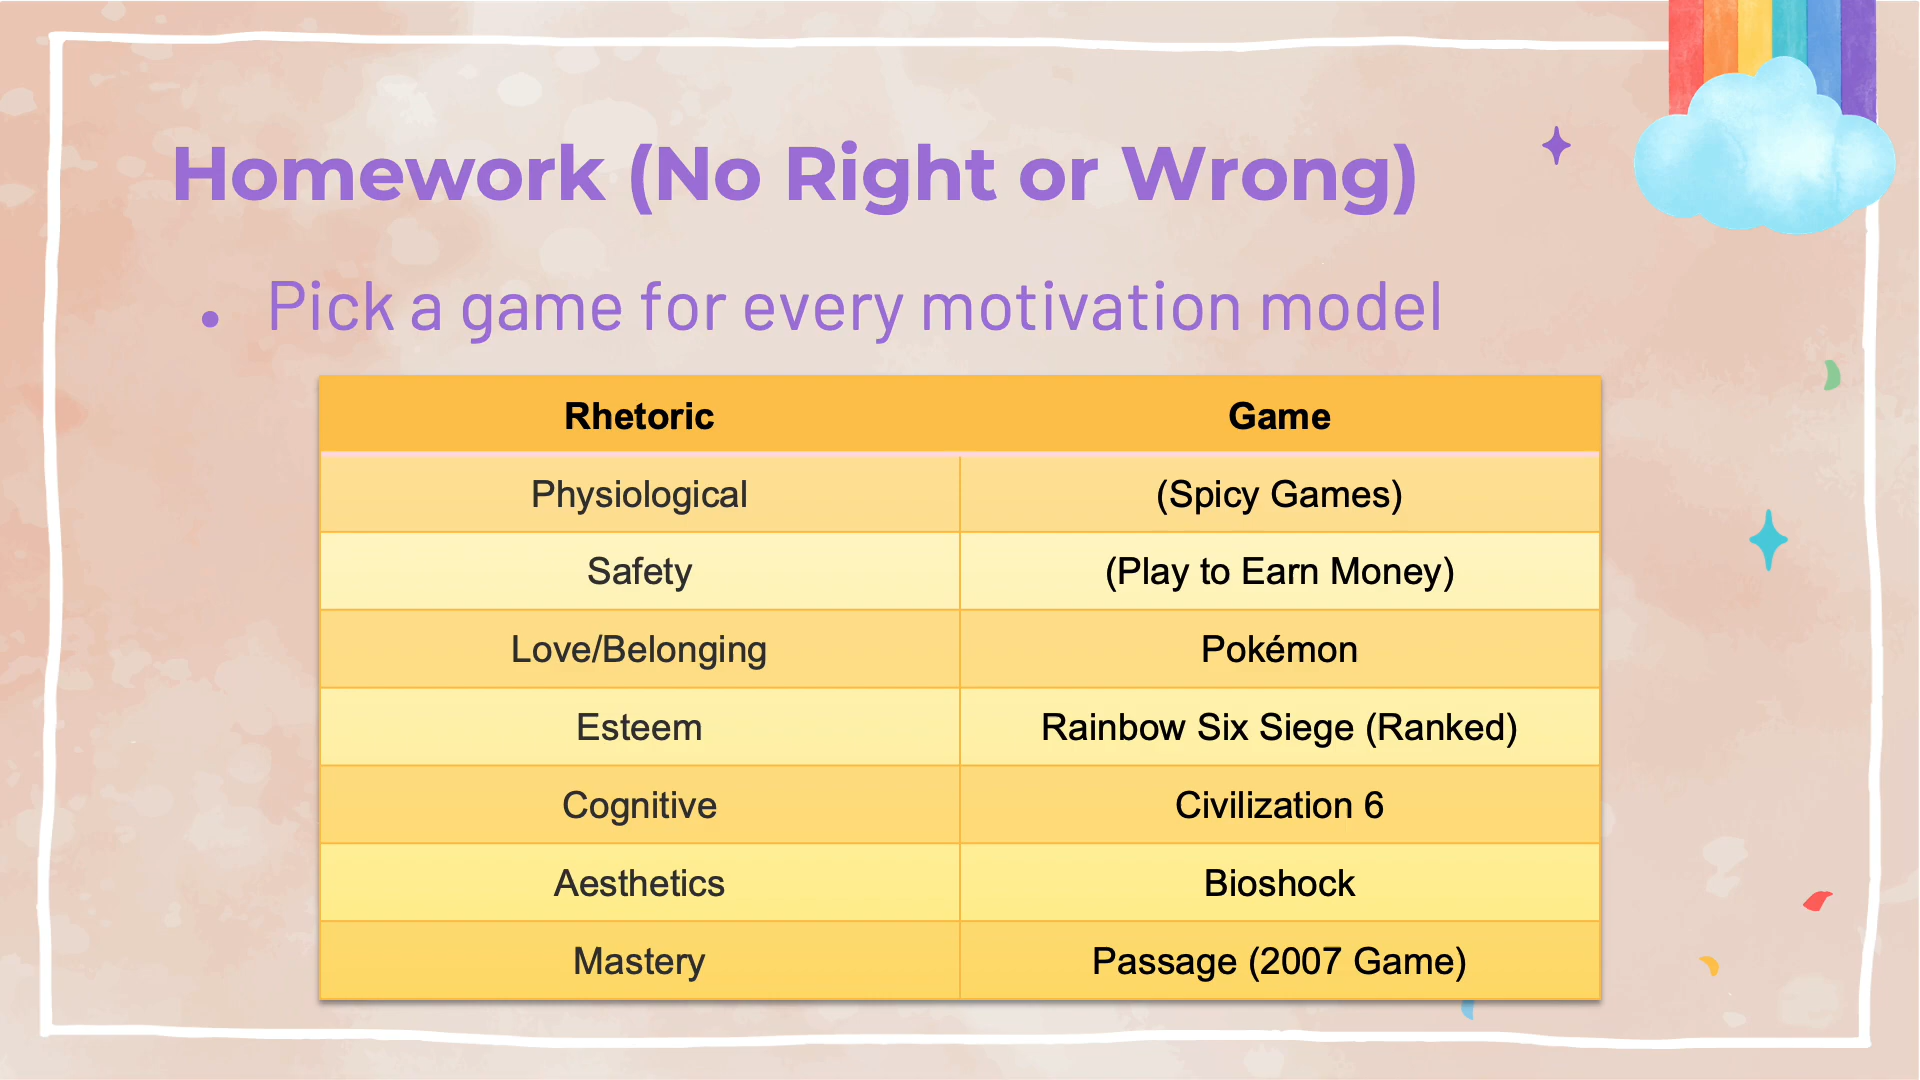 Homework (No Right or Wrong)
• Pick a game for every motivation model
Rhetoric Game
Physiological (Spicy Games)
Safety (Play to Earn Money)
Love/Belonging Pokémon
Esteem Rainbow Six Siege (Ranked)
Cognitive Civilization 6
Aesthetics Bioshock
Mastery Passage (2007 Game)